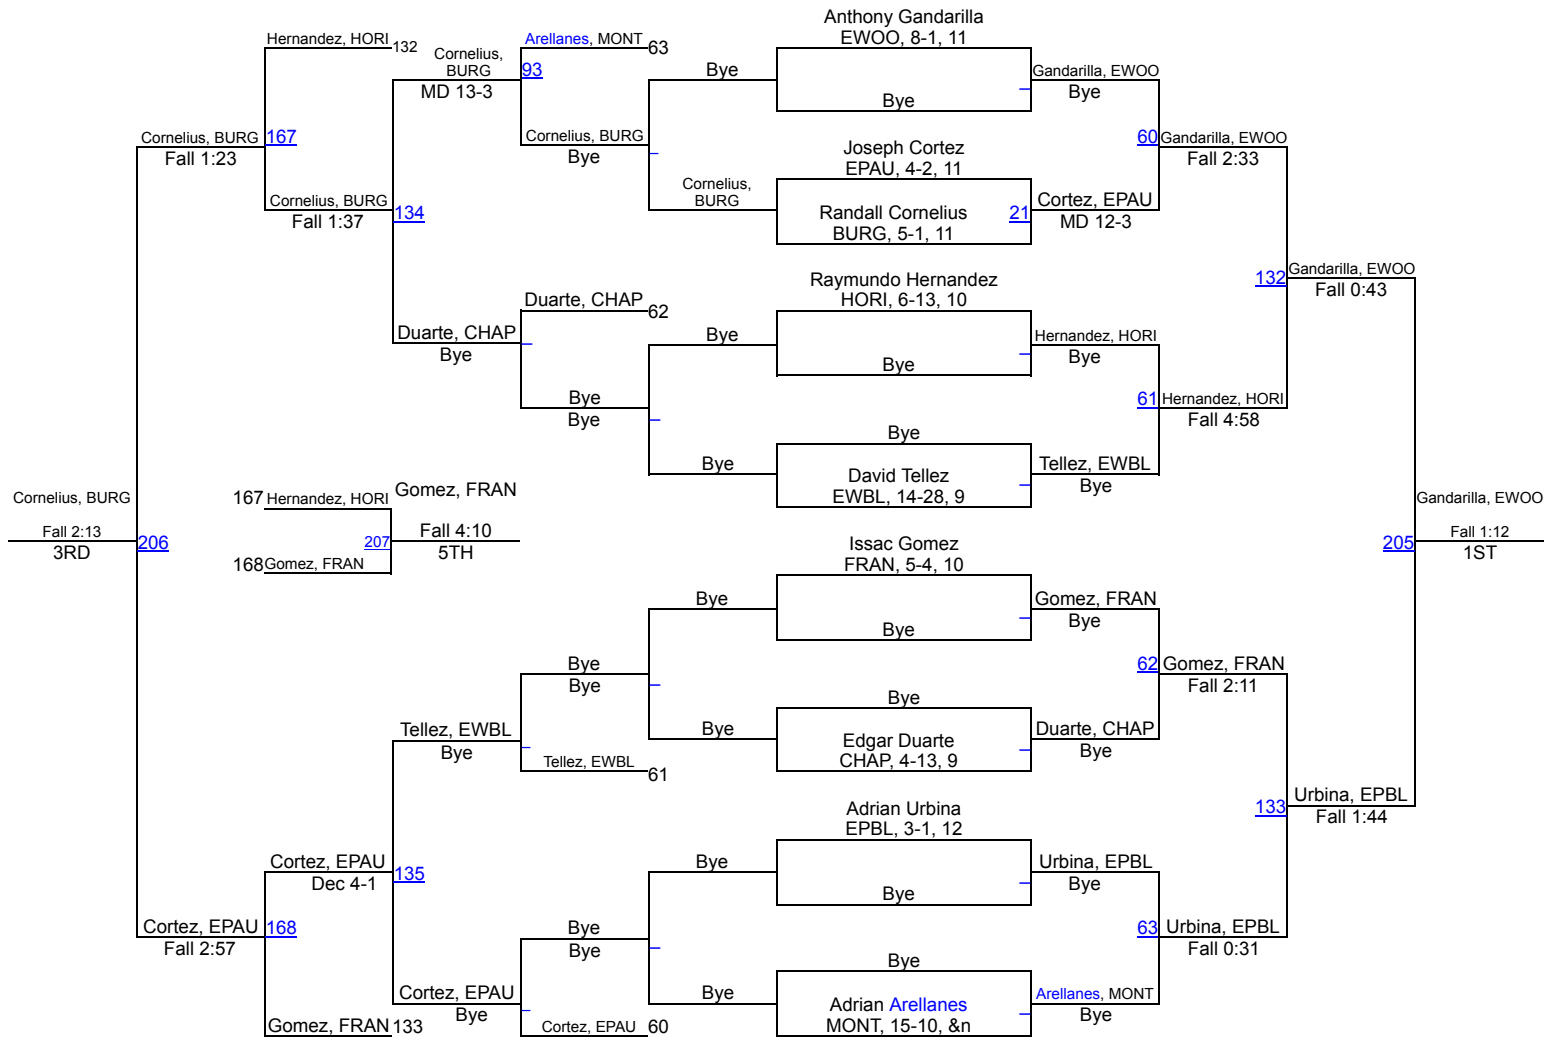 Anthony Gandarilla
EWOO, 8-1, 11
Hernandez, HORI
132
Cornelius,
BURG
MD 13-3
Arellanes, MONT
63
93
Bye
Bye
Gandarilla, EWOO
Bye
Cornelius, BURG
Fall 1:23
167
Cornelius, BURG
Bye
Joseph Cortez
EPAU, 4-2, 11
60
Gandarilla, EWOO
Fall 2:33
Cornelius, BURG
Fall 1:37
134
Cornelius,
BURG
Randall Cornelius
BURG, 5-1, 11
21
Cortez, EPAU
MD 12-3
Raymundo Hernandez
HORI, 6-13, 10
132
Gandarilla, EWOO
Fall 0:43
Duarte, CHAP
62
Duarte, CHAP
Bye
Bye
Bye
Hernandez, HORI
Bye
Bye
Bye
61
Hernandez, HORI
Fall 4:58
Bye
Bye
David Tellez
EWBL, 14-28, 9
Tellez, EWBL
Bye
Cornelius, BURG
Fall 2:13
3RD
206
167
Hernandez, HORI
Gomez, FRAN
207
Fall 4:10
5TH
168
Gomez, FRAN
Gandarilla, EWOO
205
Fall 1:12
1ST
Issac Gomez
FRAN, 5-4, 10
Bye
Bye
Gomez, FRAN
Bye
Bye
Bye
62
Gomez, FRAN
Fall 2:11
Tellez, EWBL
Bye
Tellez, EWBL
61
Bye
Bye
Edgar Duarte
CHAP, 4-13, 9
Duarte, CHAP
Bye
Adrian Urbina
EPBL, 3-1, 12
133
Urbina, EPBL
Fall 1:44
Cortez, EPAU
Dec 4-1
135
Bye
Bye
Urbina, EPBL
Bye
Cortez, EPAU
Fall 2:57
168
Bye
Bye
63
Urbina, EPBL
Fall 0:31
Cortez, EPAU
Bye
Bye
Bye
Adrian Arellanes
MONT, 15-10, &n
Arellanes, MONT
Bye
Gomez, FRAN
133
Cortez, EPAU
60